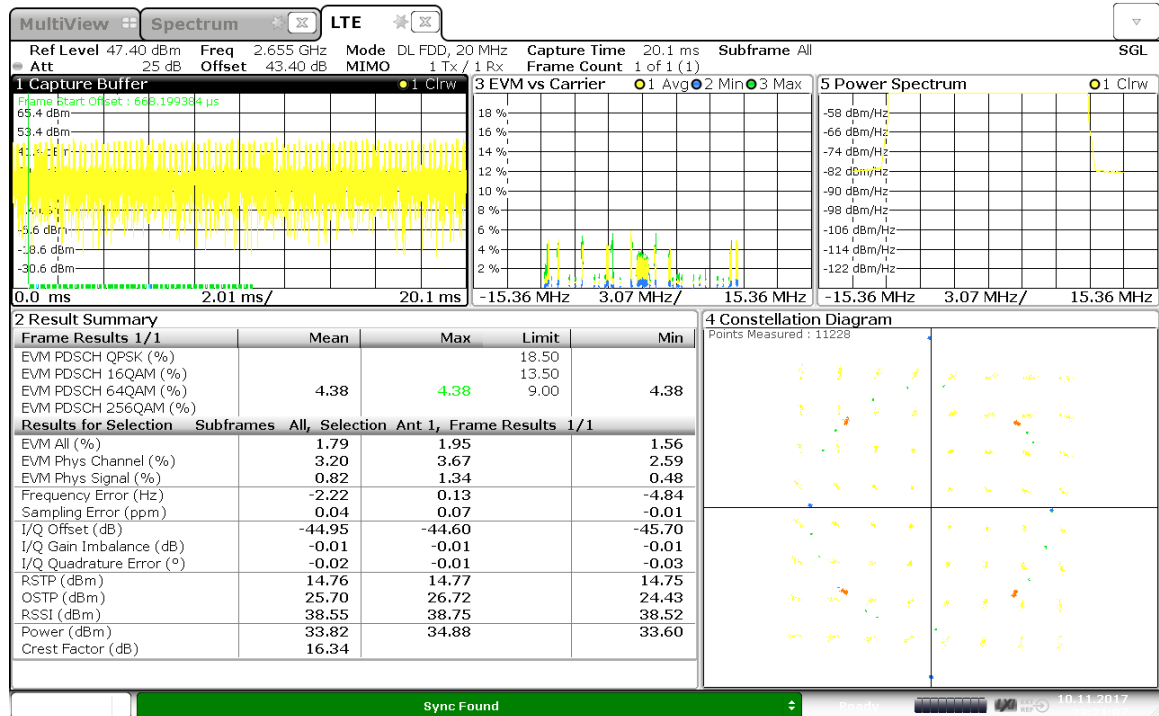 MultiView Spectrum LTE
Ref Level 47.40 dBm Freq 2.655 GHz Mode DL FDD, 20 MHz Capture Time 20.1 ms Subframe All SGL
Att 25 dB Offset 43.40 dB MIMO 1 Tx / 1 Rx Frame Count 1 of 1 (1)
1 Capture Buffer 1 Clrw
Frame Start Offset : 668.199384 µs
65.4 dBm
53.4 dBm
-5.6 dBm
-18.6 dBm
-30.6 dBm
0.0 ms 2.01 ms/ 20.1 ms
3 EVM vs Carrier 1 Avg 2 Min 3 Max
18 %
16 %
14 %
12 %
10 %
8 %
6 %
4 %
2 %
-15.36 MHz 3.07 MHz/ 15.36 MHz
5 Power Spectrum 1 Clrw
-58 dBm/Hz
-66 dBm/Hz
-74 dBm/Hz
-82 dBm/Hz
-90 dBm/Hz
-98 dBm/Hz
-106 dBm/Hz
-114 dBm/Hz
-122 dBm/Hz
-15.36 MHz 3.07 MHz/ 15.36 MHz
2 Result Summary
Frame Results 1/1 Mean Max Limit Min
EVM PDSCH QPSK (%) 18.50
EVM PDSCH 16QAM (%) 13.50
EVM PDSCH 64QAM (%) 4.38 4.38 9.00 4.38
EVM PDSCH 256QAM (%)
Results for Selection Subframes All, Selection Ant 1, Frame Results 1/1
EVM All (%) 1.79 1.95 1.56
EVM Phys Channel (%) 3.20 3.67 2.59
EVM Phys Signal (%) 0.82 1.34 0.48
Frequency Error (Hz) -2.22 0.13 -4.84
Sampling Error (ppm) 0.04 0.07 -0.01
I/Q Offset (dB) -44.95 -44.60 -45.70
I/Q Gain Imbalance (dB) -0.01 -0.01 -0.01
I/Q Quadrature Error (º) -0.02 -0.01 -0.03
RSTP (dBm) 14.76 14.77 14.75
OSTP (dBm) 25.70 26.72 24.43
RSSI (dBm) 38.55 38.75 38.52
Power (dBm) 33.82 34.88 33.60
Crest Factor (dB) 16.34
4 Constellation Diagram
Points Measured : 11228
Sync Found
Ready
LXI
10.11.2017